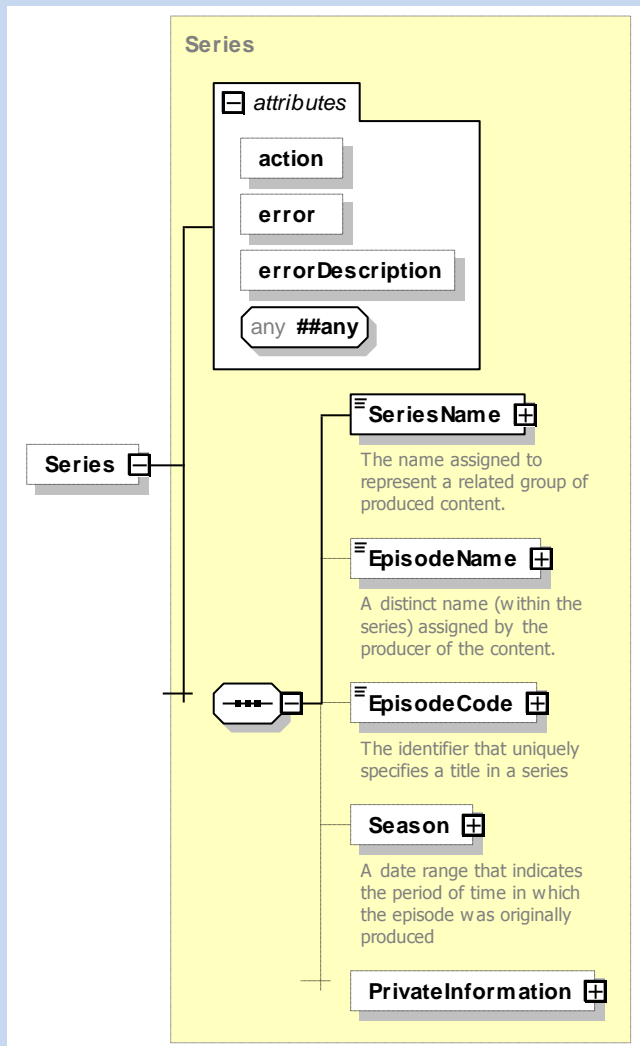 Series
attributes
action
error
errorDescription
any ##any
SeriesName
The name assigned to
represent a related group of
produced content.
Series
EpisodeName
A distinct name (within the
series) assigned by the
producer of the content.
EpisodeCode
The identifier that uniquely
specifies a title in a series
Season
A date range that indicates
the period of time in which
the episode was originally
produced
PrivateInformation